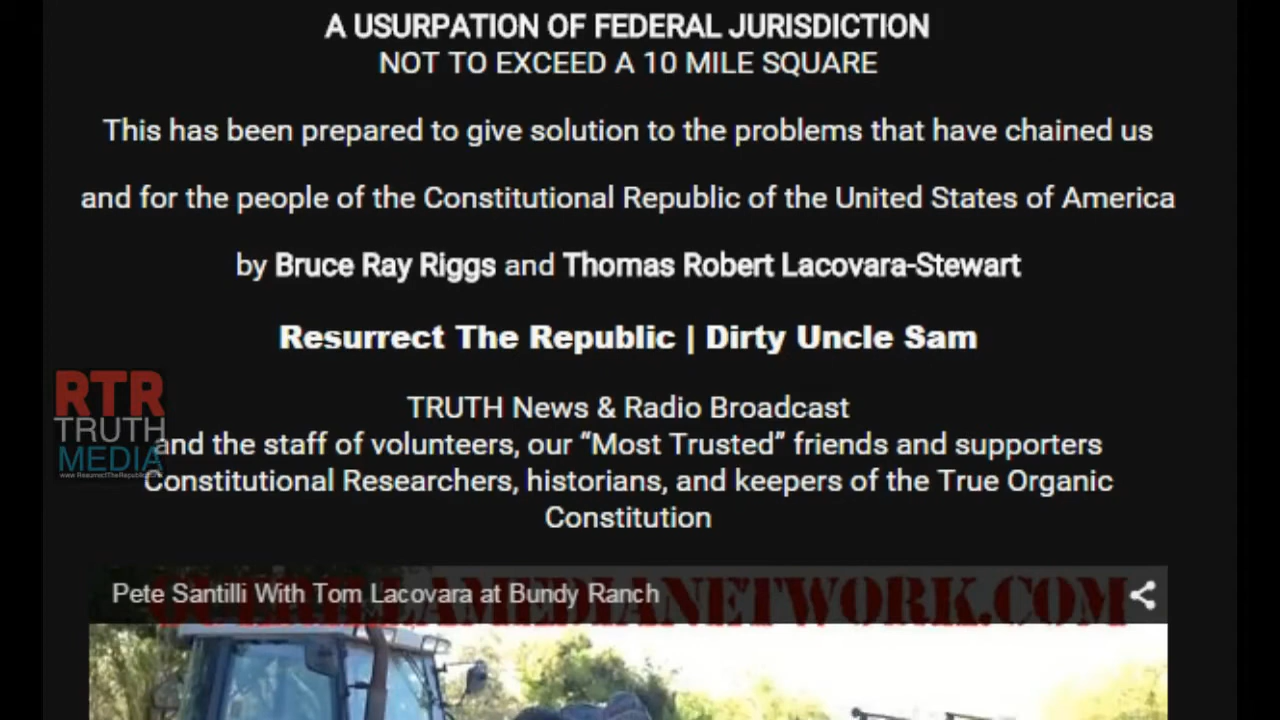 A USURPATION OF FEDERAL JURISDICTION
NOT TO EXCEED A 10 MILE SQUARE
This has been prepared to give solution to the problems that have chained us
and for the people of the Constitutional Republic of the United States of America
by Bruce Ray Riggs and Thomas Robert Lacovara-Stewart
Resurrect The Republic | Dirty Uncle Sam
TRUTH News & Radio Broadcast
and the staff of volunteers, our “Most Trusted” friends and supporters
Constitutional Researchers, historians, and keepers of the True Organic
Constitution
RTR
TRUTH
MEDIA
Pete Santilli With Tom Lacovara at Bundy Ranch
GUERILLAMEDIANETWORK.COM